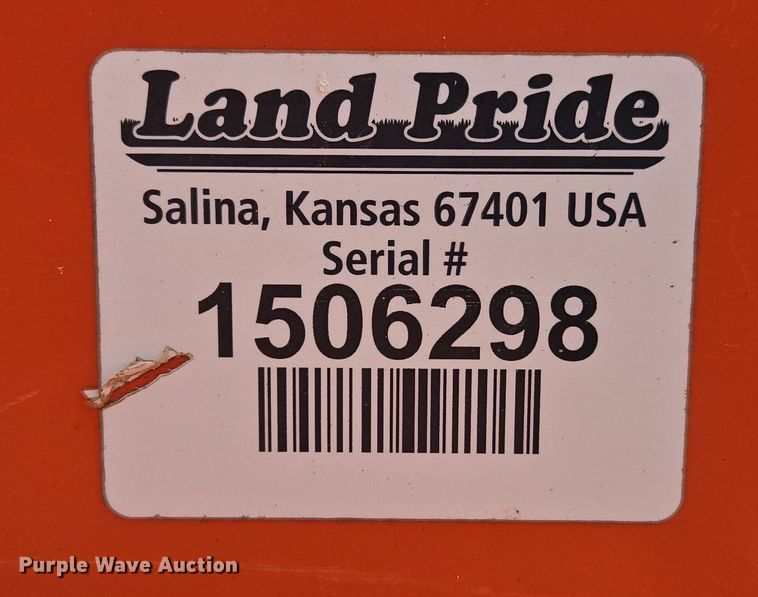 Land Pride
Salina, Kansas 67401 USA
Serial #
1506298
Purple Wave Auction